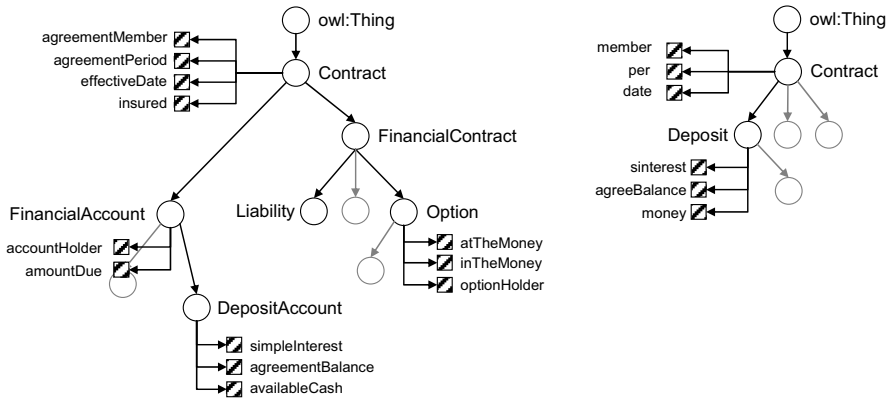 owl:Thing
agreementMember
agreementPeriod
effectiveDate
insured
Contract
FinancialContract
FinancialAccount
Liability
Option
accountHolder
amountDue
atTheMoney
inTheMoney
optionHolder
DepositAccount
simpleInterest
agreementBalance
availableCash
owl:Thing
member
per
date
Contract
Deposit
sinterest
agreeBalance
money